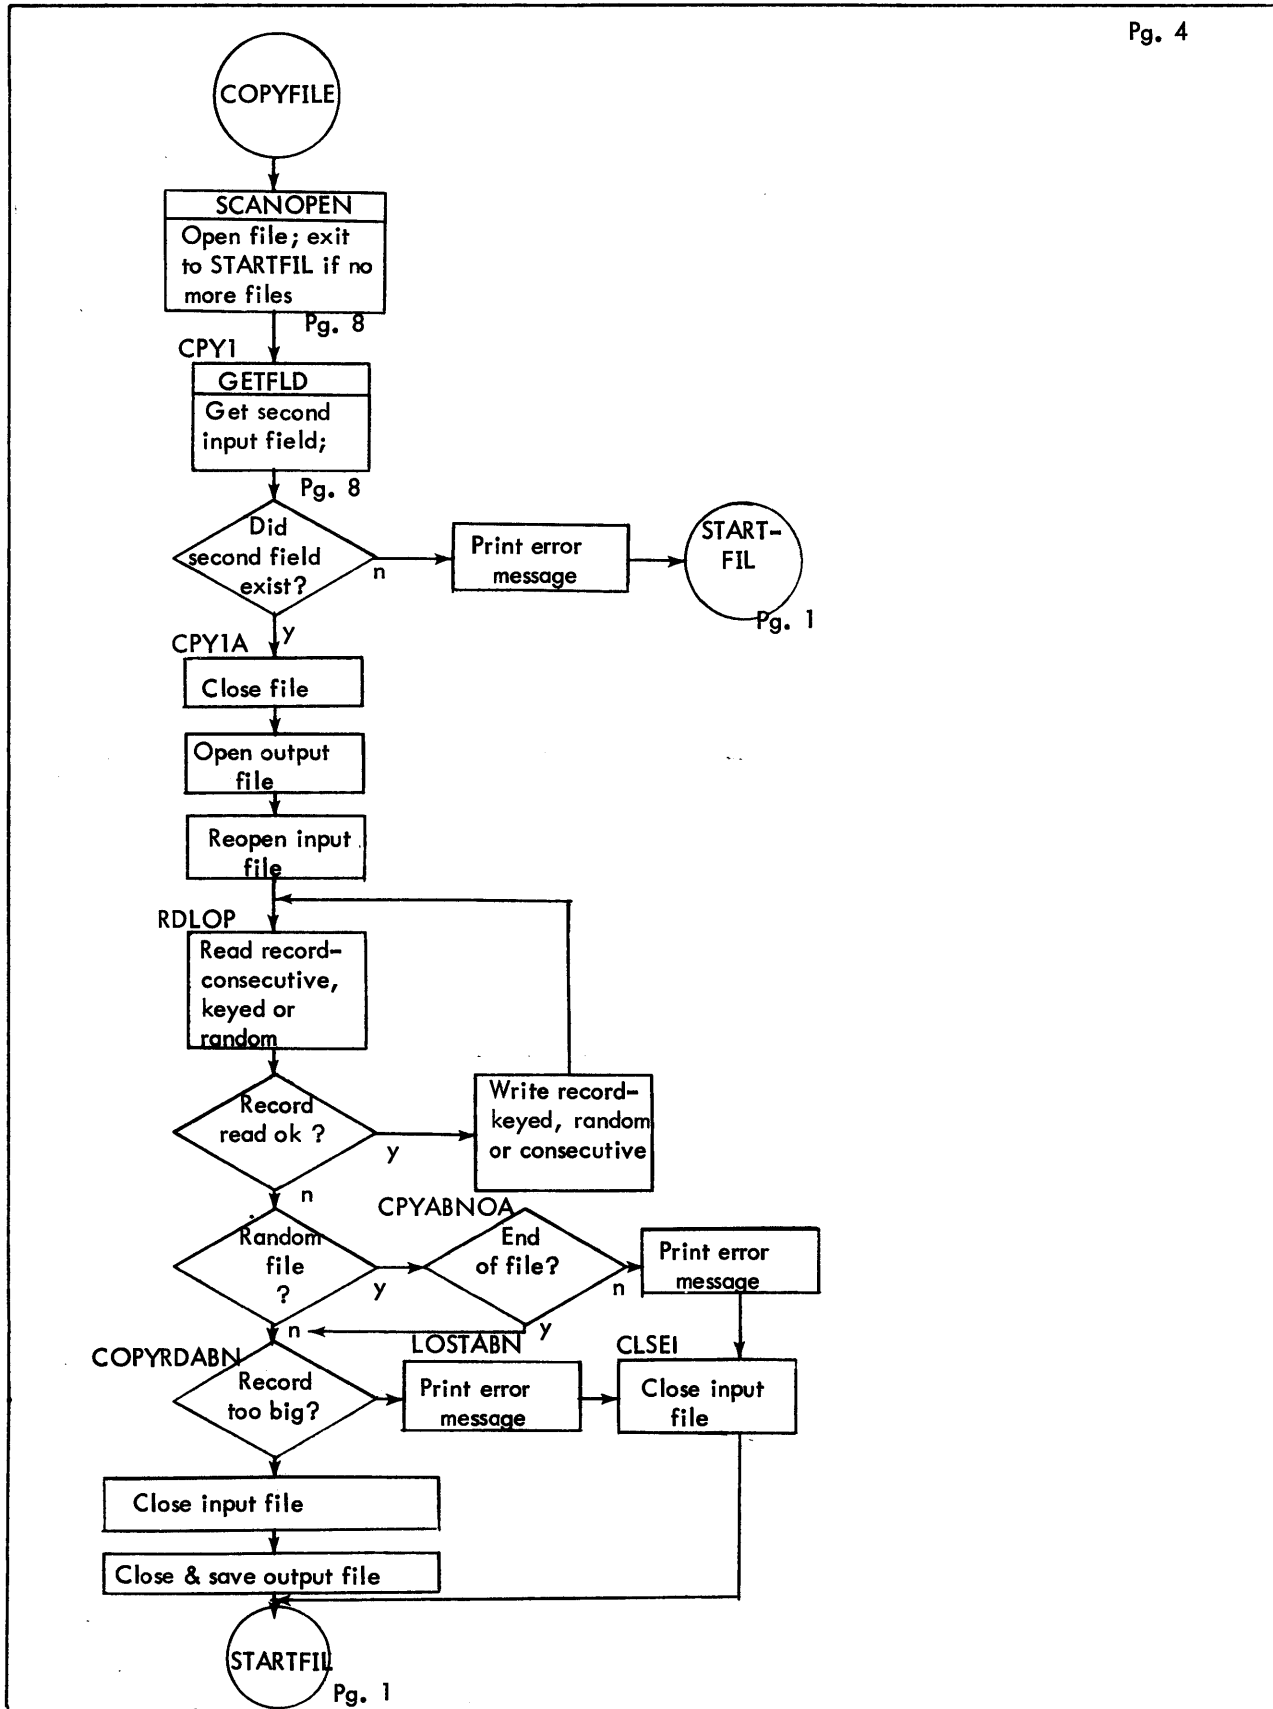 Pg. 4
COPYFILE
SCANOPEN
Open file; exit
to STARTFIL if no
more files
Pg. 8
CPY1
GETFLD
Get second
input field;
Pg. 8
Did
second field
exist?
n
Print error
message
START-
FIL
Pg. 1
y
CPY1A
Close file
Open output
file
Reopen input
file
RDLOP
Read record-
consecutive,
keyed or
random
Record
read ok ?
y
Write record-
keyed, random
or consecutive
n
Random
file
?
y
CPYABNOA
End
of file?
n
Print error
message
n
y
COPYRDABN
Record
too big?
LOSTABN
Print error
message
CLSEI
Close input
file
Close input file
Close & save output file
STARTFIL
Pg. 1